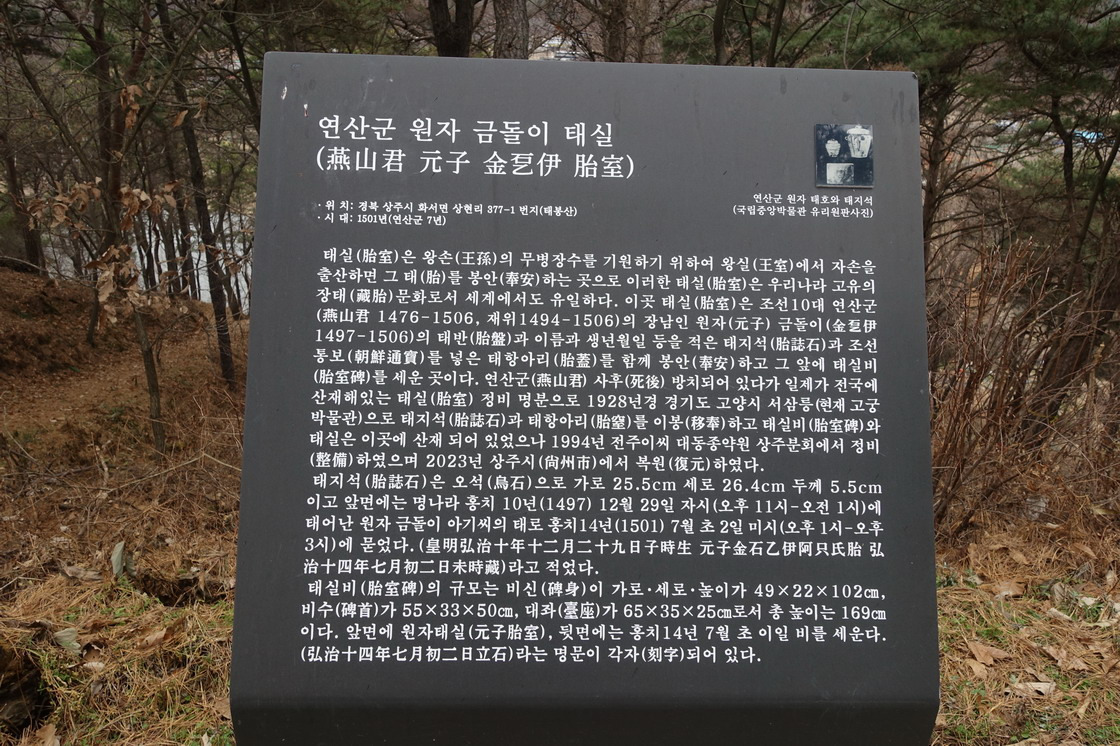 연산군 원자 금돌이 태실
(燕山君 元子 金乭伊 胎室)
· 위 치: 경북 상주시 화서면 상현리 377-1 번지(태봉산)
· 시 대: 1501년(연산군 7년)
연산군 원자 태호와 태지석
(국립중앙박물관 유리원판사진)
태실(胎室)은 왕손(王孫)의 무병장수를 기원하기 위하여 왕실(王室)에서 자손을
출산하면 그 태(胎)를 봉안(奉安)하는 곳으로 이러한 태실(胎室)은 우리나라 고유의
장태(藏胎)문화로서 세계에서도 유일하다. 이곳 태실(胎室)은 조선10대 연산군
(燕山君 1476-1506, 재위1494-1506)의 장남인 원자(元子) 금돌이(金乭伊
1497-1506)의 태반(胎盤)과 이름과 생년월일 등을 적은 태지석(胎誌石)과 조선
통보(朝鮮通寶)를 넣은 태항아리(胎蓋)를 함께 봉안(奉安)하고 그 앞에 태실비
(胎室碑)를 세운 곳이다. 연산군(燕山君) 사후(死後) 방치되어 있다가 일제가 전국에
산재해있는 태실(胎室) 정비 명분으로 1928년경 경기도 고양시 서삼릉(현재 고궁
박물관)으로 태지석(胎誌石)과 태항아리(胎窒)를 이봉(移奉)하고 태실비(胎室碑)와
태실은 이곳에 산재 되어 있었으나 1994년 전주이씨 대동종약원 상주분회에서 정비
(整備)하였으며 2023년 상주시(尙州市)에서 복원(復元)하였다.
태지석(胎誌石)은 오석(烏石)으로 가로 25.5cm 세로 26.4cm 두께 5.5cm
이고 앞면에는 명나라 홍치 10년(1497) 12월 29일 자시(오후 11시-오전 1시)에
태어난 원자 금돌이 아기씨의 태로 홍치14년(1501) 7월 초 2일 미시(오후 1시-오후
3시)에 묻었다.(皇明弘治十年十二月二十九日子時生 元子金石乙伊阿只氏胎 弘
治十四年七月初二日未時藏)라고 적었다.
태실비(胎室碑)의 규모는 비신(碑身)이 가로·세로·높이가 49×22×102㎝,
비수(碑首)가 55×33×50㎝, 대좌(臺座)가 65×35×25㎝로서 총 높이는 169㎝
이다. 앞면에 원자태실(元子胎室), 뒷면에는 홍치14년 7월 초 이일 비를 세운다.
(弘治十四年七月初二日立石)라는 명문이 각자(刻字)되어 있다.